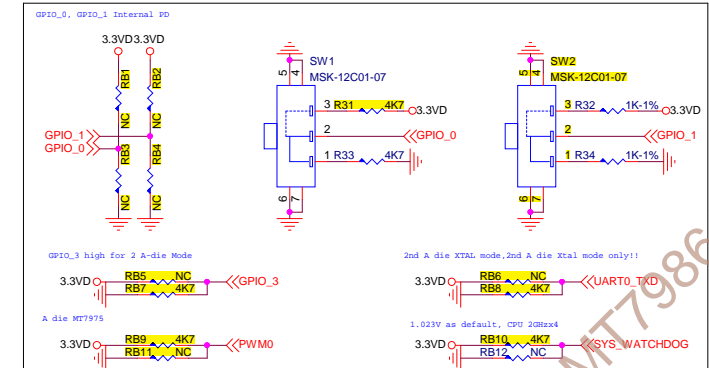 GPIO_0, GPIO_1 Internal PD
3.3VD 3.3VD
RB1
RB2
NC
NC
GPIO_1
GPIO_0
RB3
RB4
NC
NC
SW1
MSK-12C01-07
5
4
3 R31 4K7 3.3VD
2 GPIO_0
1 R33 4K7
6
7
SW2
MSK-12C01-07
5
4
3 R32 1K-1% 3.3VD
2 GPIO_1
1 R34 1K-1%
6
7
GPIO_3 high for 2 A-die Mode
3.3VD RB5 NC GPIO_3
RB7 4K7
2nd A die XTAL mode,2nd A die Xtal mode only!!
3.3VD RB6 NC UART0_TXD
RB8 4K7
A die MT7975
3.3VD RB9 4K7 PWM0
RB11 NC
1.023V as default, CPU 2GHzx4
3.3VD RB10 4K7 SYS_WATCHDOG
RB12 NC
MT7986